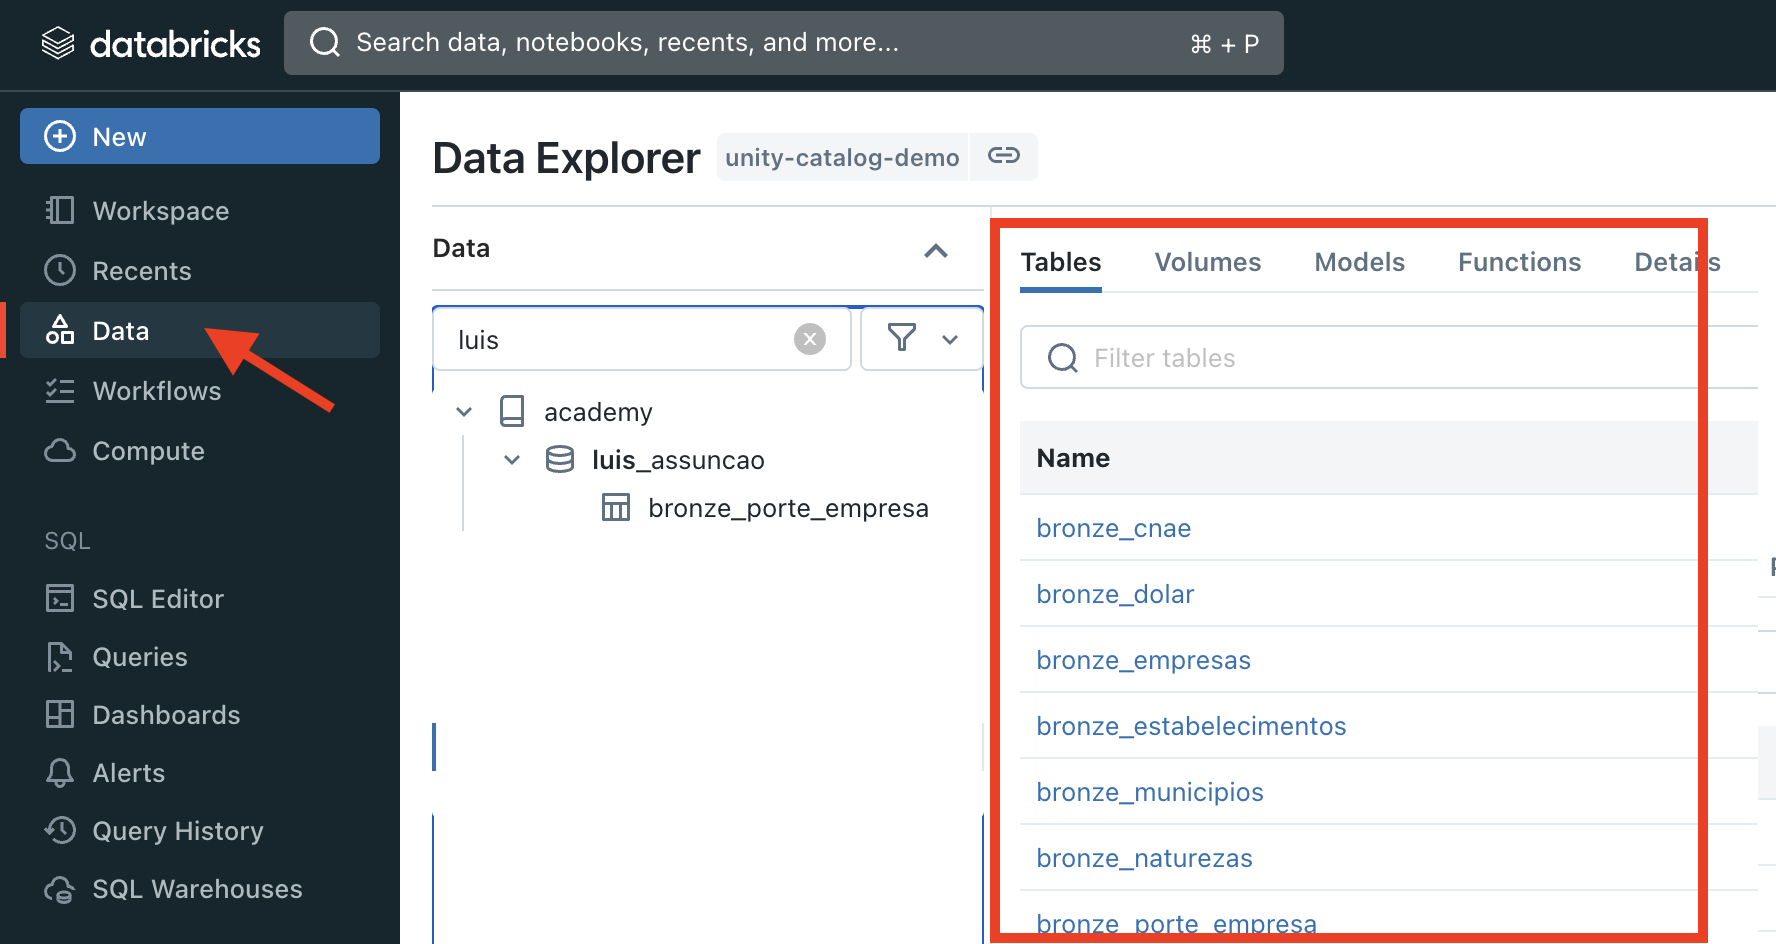 databricks
Search data, notebooks, recents, and more...
⌘ + P
New
Workspace
Recents
Data
Workflows
Compute
SQL
SQL Editor
Queries
Dashboards
Alerts
Query History
SQL Warehouses
Data Explorer
unity-catalog-demo
Data
luis
academy
luis_assuncao
bronze_porte_empresa
Tables Volumes Models Functions Details
Filter tables
Name
bronze_cnae
bronze_dolar
bronze_empresas
bronze_estabelecimentos
bronze_municipios
bronze_naturezas
bronze_porte_empresa